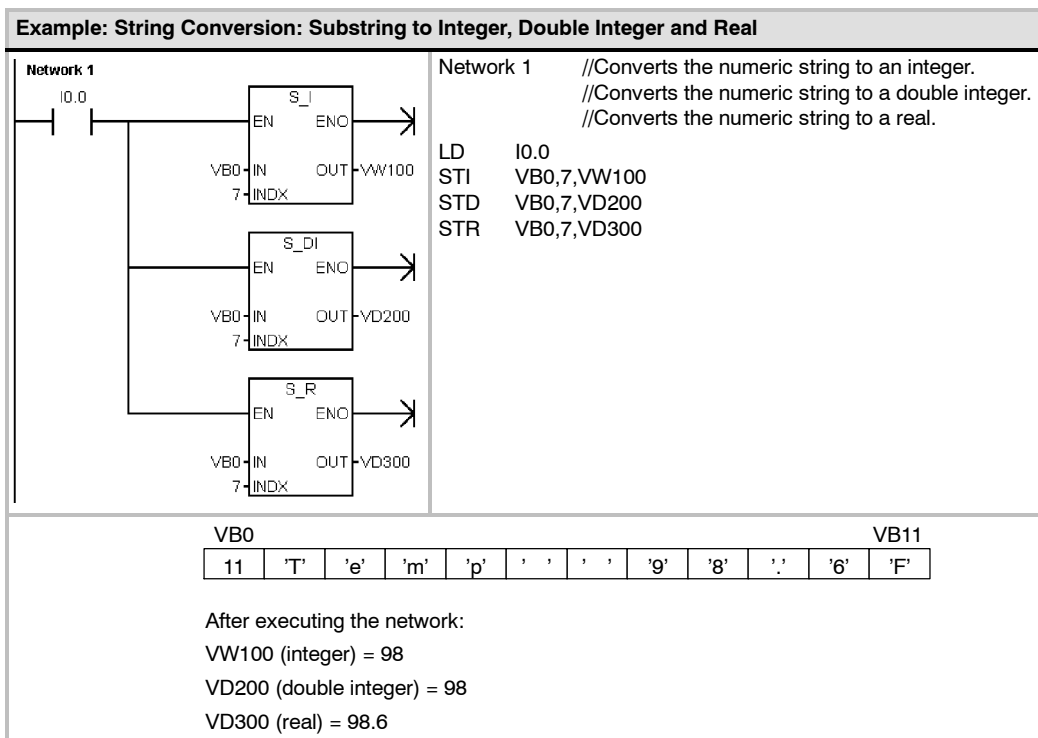 Example: String Conversion: Substring to Integer, Double Integer and Real
Network 1
I0.0
S_I
EN ENO
VB0 IN OUT VW100
7 INDX
S_DI
EN ENO
VB0 IN OUT VD200
7 INDX
S_R
EN ENO
VB0 IN OUT VD300
7 INDX
Network 1 //Converts the numeric string to an integer.
//Converts the numeric string to a double integer.
//Converts the numeric string to a real.
LD I0.0
STI VB0,7,VW100
STD VB0,7,VD200
STR VB0,7,VD300
VB0 VB11
11 ’T’ ’e’ ’m’ ’p’ ’ ’ ’ ’ ’9’ ’8’ ’.’ ’6’ ’F’
After executing the network:
VW100 (integer) = 98
VD200 (double integer) = 98
VD300 (real) = 98.6